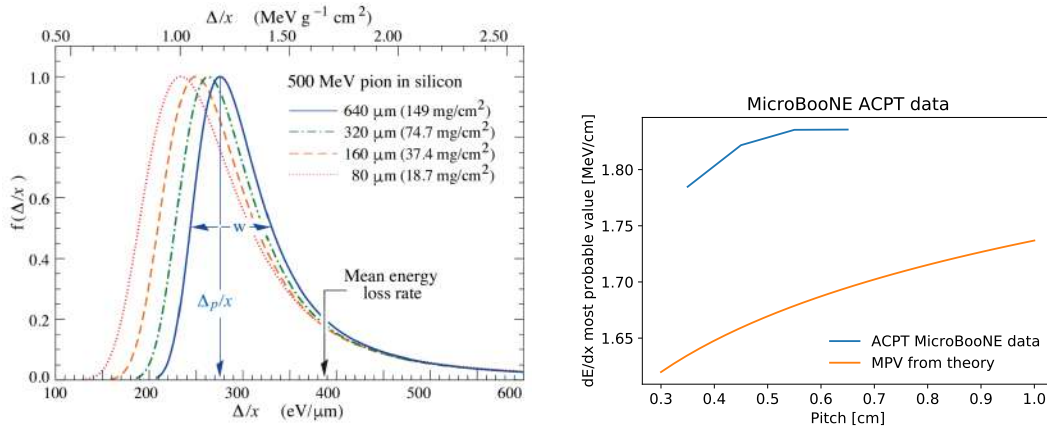 Δ/x (MeV g⁻¹ cm²)
0.50 1.00 1.50 2.00 2.50
500 MeV pion in silicon
640 μm (149 mg/cm²)
320 μm (74.7 mg/cm²)
160 μm (37.4 mg/cm²)
80 μm (18.7 mg/cm²)
w
Mean energy
loss rate
Δp/x
f(Δ/x)
1.0
0.8
0.6
0.4
0.2
0.0
100 200 300 400 500 600
Δ/x (eV/μm)
MicroBooNE ACPT data
dE/dx most probable value [MeV/cm]
1.80
1.75
1.70
1.65
ACPT MicroBooNE data
MPV from theory
0.3 0.4 0.5 0.6 0.7 0.8 0.9 1.0
Pitch [cm]